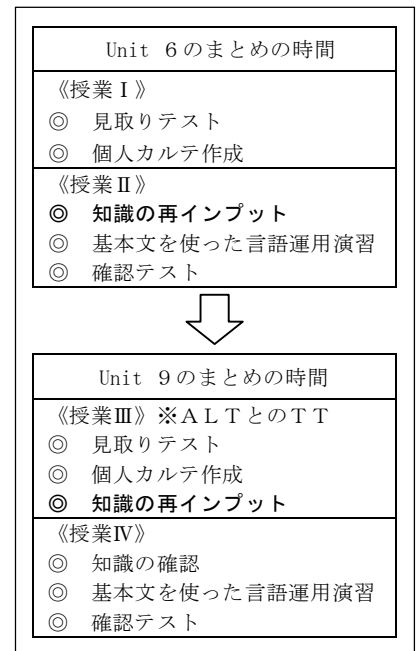 Unit ６のまとめの時間
《授業Ⅰ》
◎ 見取りテスト
◎ 個人カルテ作成
《授業Ⅱ》
◎ 知識の再インプット
◎ 基本文を使った言語運用演習
◎ 確認テスト
Unit ９のまとめの時間
《授業Ⅲ》※ＡＬＴとのＴＴ
◎ 見取りテスト
◎ 個人カルテ作成
◎ 知識の再インプット
《授業Ⅳ》
◎ 知識の確認
◎ 基本文を使った言語運用演習
◎ 確認テスト